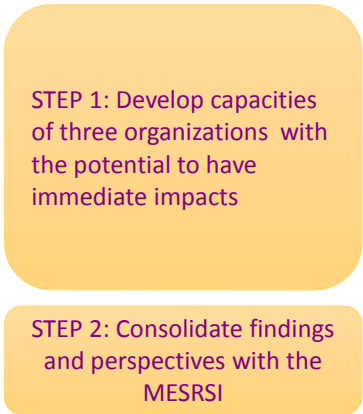 STEP 1: Develop capacities
of three organizations with
the potential to have
immediate impacts
STEP 2: Consolidate findings
and perspectives with the
MESRSI